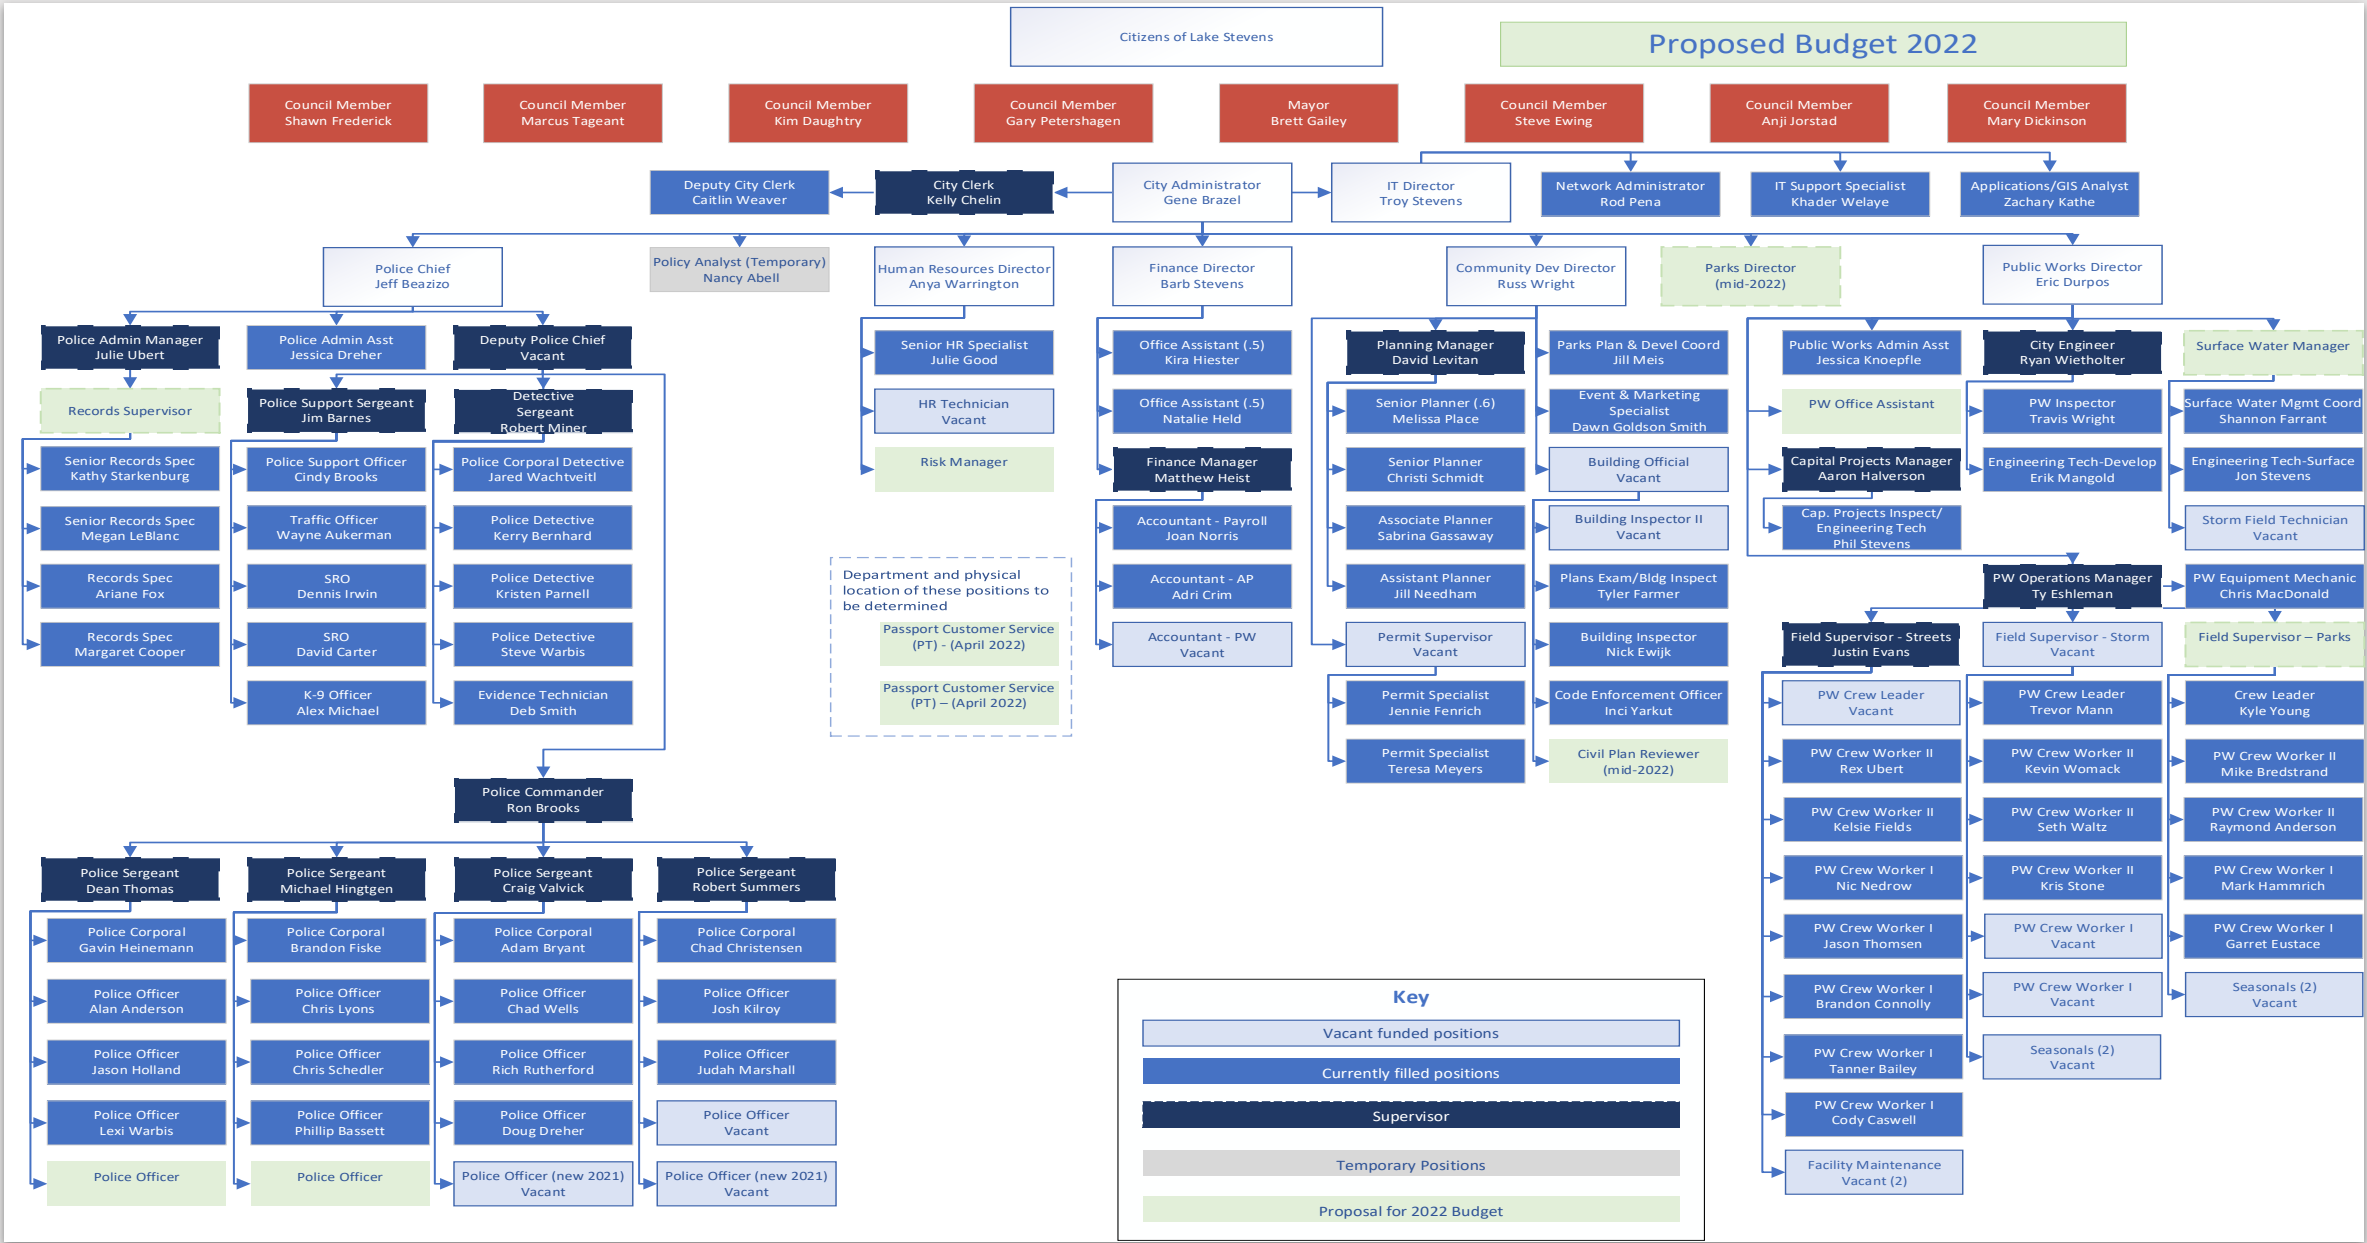 Citizens of Lake Stevens
Proposed Budget 2022
Council Member
Shawn Frederick
Council Member
Marcus Tageant
Council Member
Kim Daughtry
Council Member
Gary Petershagen
Mayor
Brett Gailey
Council Member
Steve Ewing
Council Member
Anji Jorstad
Council Member
Mary Dickinson
Deputy City Clerk
Caitlin Weaver
City Clerk
Kelly Chelin
City Administrator
Gene Brazel
IT Director
Troy Stevens
Network Administrator
Rod Pena
IT Support Specialist
Khader Welaye
Applications/GIS Analyst
Zachary Kathe
Police Chief
Jeff Beazizo
Policy Analyst (Temporary)
Nancy Abell
Human Resources Director
Anya Warrington
Finance Director
Barb Stevens
Community Dev Director
Russ Wright
Parks Director
(mid-2022)
Public Works Director
Eric Durpos
Police Admin Manager
Julie Ubert
Police Admin Asst
Jessica Dreher
Deputy Police Chief
Vacant
Records Supervisor
Police Support Sergeant
Jim Barnes
Detective
Sergeant
Robert Miner
Senior Records Spec
Kathy Starkenburg
Senior Records Spec
Megan LeBlanc
Records Spec
Ariane Fox
Records Spec
Margaret Cooper
Police Support Officer
Cindy Brooks
Traffic Officer
Wayne Aukerman
SRO
Dennis Irwin
SRO
David Carter
K-9 Officer
Alex Michael
Police Corporal Detective
Jared Wachtveitl
Police Detective
Kerry Bernhard
Police Detective
Kristen Parnell
Police Detective
Steve Warbis
Evidence Technician
Deb Smith
Police Commander
Ron Brooks
Police Sergeant
Dean Thomas
Police Corporal
Gavin Heinemann
Police Officer
Alan Anderson
Police Officer
Jason Holland
Police Officer
Lexi Warbis
Police Officer
Police Sergeant
Michael Hingtgen
Police Corporal
Brandon Fiske
Police Officer
Chris Lyons
Police Officer
Chris Schedler
Police Officer
Phillip Bassett
Police Officer
Police Sergeant
Craig Valvick
Police Corporal
Adam Bryant
Police Officer
Chad Wells
Police Officer
Rich Rutherford
Police Officer
Doug Dreher
Police Officer (new 2021)
Vacant
Police Sergeant
Robert Summers
Police Corporal
Chad Christensen
Police Officer
Josh Kilroy
Police Officer
Judah Marshall
Police Officer
Vacant
Police Officer (new 2021)
Vacant
Senior HR Specialist
Julie Good
HR Technician
Vacant
Risk Manager
Department and physical
location of these positions to
be determined
Passport Customer Service
(PT) - (April 2022)
Passport Customer Service
(PT) – (April 2022)
Office Assistant (.5)
Kira Hiester
Office Assistant (.5)
Natalie Held
Finance Manager
Matthew Heist
Accountant - Payroll
Joan Norris
Accountant - AP
Adri Crim
Accountant - PW
Vacant
Planning Manager
David Levitan
Senior Planner (.6)
Melissa Place
Senior Planner
Christi Schmidt
Associate Planner
Sabrina Gassaway
Assistant Planner
Jill Needham
Permit Supervisor
Vacant
Permit Specialist
Jennie Fenrich
Permit Specialist
Teresa Meyers
Parks Plan & Devel Coord
Jill Meis
Event & Marketing
Specialist
Dawn Goldson Smith
Building Official
Vacant
Building Inspector II
Vacant
Plans Exam/Bldg Inspect
Tyler Farmer
Building Inspector
Nick Ewijk
Code Enforcement Officer
Inci Yarkut
Civil Plan Reviewer
(mid-2022)
Public Works Admin Asst
Jessica Knoepfle
PW Office Assistant
Capital Projects Manager
Aaron Halverson
Cap. Projects Inspect/
Engineering Tech
Phil Stevens
City Engineer
Ryan Wietholter
PW Inspector
Travis Wright
Engineering Tech-Develop
Erik Mangold
Surface Water Manager
Surface Water Mgmt Coord
Shannon Farrant
Engineering Tech-Surface
Jon Stevens
Storm Field Technician
Vacant
PW Operations Manager
Ty Eshleman
PW Equipment Mechanic
Chris MacDonald
Field Supervisor - Streets
Justin Evans
PW Crew Leader
Vacant
PW Crew Worker II
Rex Ubert
PW Crew Worker II
Kelsie Fields
PW Crew Worker I
Nic Nedrow
PW Crew Worker I
Jason Thomsen
PW Crew Worker I
Brandon Connolly
PW Crew Worker I
Tanner Bailey
PW Crew Worker I
Cody Caswell
Facility Maintenance
Vacant (2)
Field Supervisor - Storm
Vacant
PW Crew Leader
Trevor Mann
PW Crew Worker II
Kevin Womack
PW Crew Worker II
Seth Waltz
PW Crew Worker II
Kris Stone
PW Crew Worker I
Vacant
PW Crew Worker I
Vacant
Seasonals (2)
Vacant
Field Supervisor – Parks
Crew Leader
Kyle Young
PW Crew Worker II
Mike Bredstrand
PW Crew Worker II
Raymond Anderson
PW Crew Worker I
Mark Hammrich
PW Crew Worker I
Garret Eustace
Seasonals (2)
Vacant
Key
Vacant funded positions
Currently filled positions
Supervisor
Temporary Positions
Proposal for 2022 Budget